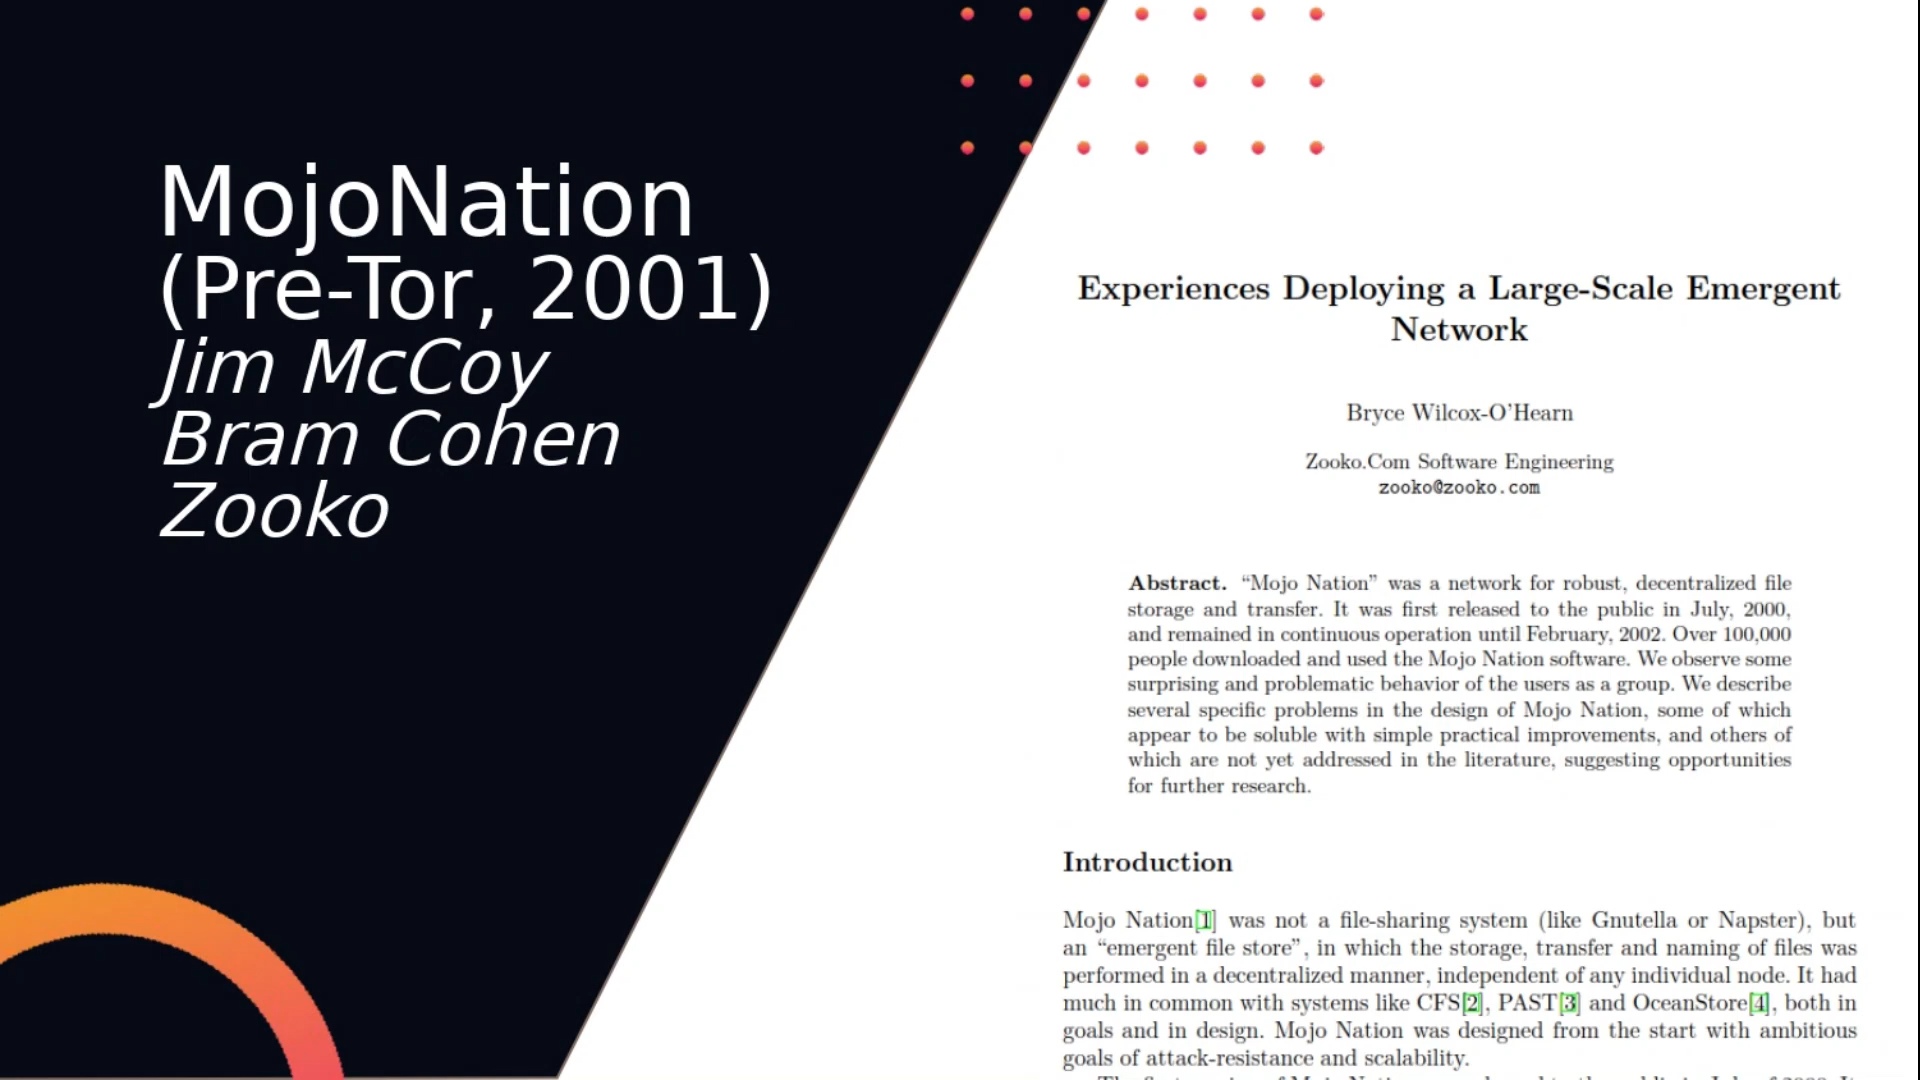 MojoNation
(Pre-Tor, 2001)
Jim McCoy
Bram Cohen
Zooko
Experiences Deploying a Large-Scale Emergent
Network
Bryce Wilcox-O'Hearn
Zooko.Com Software Engineering
zooko@zooko.com
Abstract. “Mojo Nation” was a network for robust, decentralized file
storage and transfer. It was first released to the public in July, 2000,
and remained in continuous operation until February, 2002. Over 100,000
people downloaded and used the Mojo Nation software. We observe some
surprising and problematic behavior of the users as a group. We describe
several specific problems in the design of Mojo Nation, some of which
appear to be soluble with simple practical improvements, and others of
which are not yet addressed in the literature, suggesting opportunities
for further research.
Introduction
Mojo Nation[1] was not a file-sharing system (like Gnutella or Napster), but
an “emergent file store”, in which the storage, transfer and naming of files was
performed in a decentralized manner, independent of any individual node. It had
much in common with systems like CFS[2], PAST[3] and OceanStore[4], both in
goals and in design. Mojo Nation was designed from the start with ambitious
goals of attack-resistance and scalability.